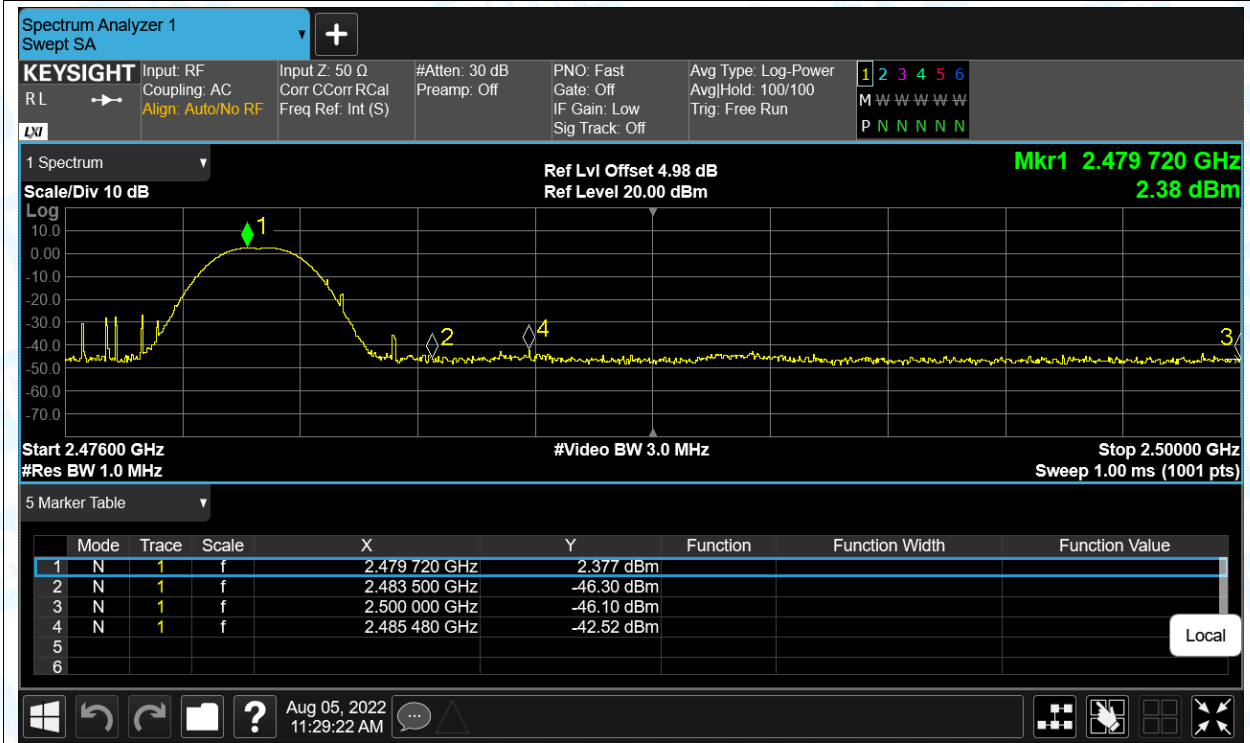 Spectrum Analyzer 1
Swept SA
KEYSIGHT
R L
LXI
Input: RF
Coupling: AC
Align: Auto/No RF
Input Z: 50 Ω
Corr CCorr RCal
Freq Ref: Int (S)
#Atten: 30 dB
Preamp: Off
PNO: Fast
Gate: Off
IF Gain: Low
Sig Track: Off
Avg Type: Log-Power
Avg|Hold: 100/100
Trig: Free Run
1 2 3 4 5 6
M W W W W W W
P N N N N N N
1 Spectrum
Scale/Div 10 dB
Ref Lvl Offset 4.98 dB
Ref Level 20.00 dBm
Mkr1 2.479 720 GHz
2.38 dBm
Log
10.0
0.00
-10.0
-20.0
-30.0
-40.0
-50.0
-60.0
-70.0
1
2
4
3
Start 2.47600 GHz
#Res BW 1.0 MHz
#Video BW 3.0 MHz
Stop 2.50000 GHz
Sweep 1.00 ms (1001 pts)
5 Marker Table
Mode Trace Scale X Y Function Function Width Function Value
1 N 1 f 2.479 720 GHz 2.377 dBm
2 N 1 f 2.483 500 GHz -46.30 dBm
3 N 1 f 2.500 000 GHz -46.10 dBm
4 N 1 f 2.485 480 GHz -42.52 dBm
5
6
Local
?
Aug 05, 2022
11:29:22 AM